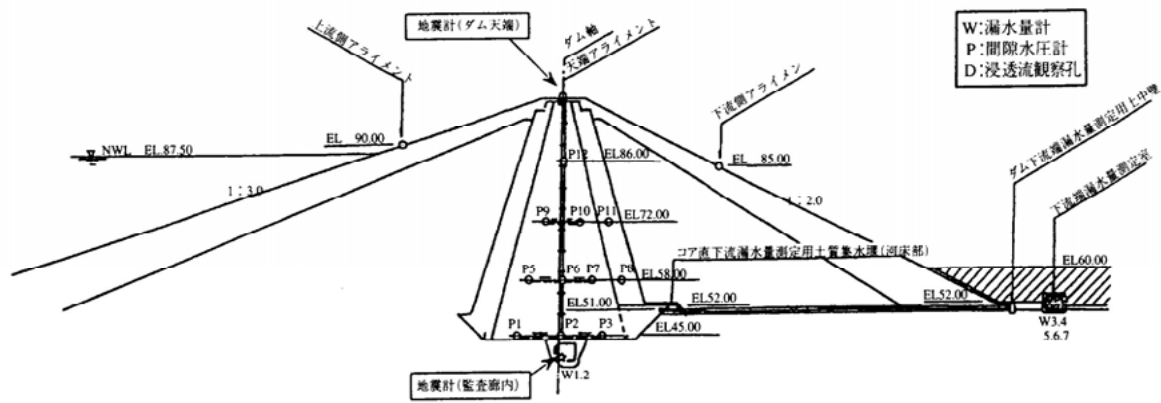 地震計(ダム天端)
ダム軸
天端アライメント
上流側アライメント
W:漏水量計
P:間隙水圧計
D:浸透流観察孔
下流側アライメン
ダム下流端漏水量測定用土中壁
下流端漏水量測定室
NWL EL.87.50
EL 90.00
P12 EL86.00
EL 85.00
1:3.0
1:2.0
P9 P10 P11 EL72.00
コア直下流漏水量測定用土質集水堰(河床部)
EL60.00
P5 P6 P7 P8 EL58.00
EL51.00
EL52.00
EL52.00
P1 P2 P3 EL45.00
W3.4
5.6.7
W1.2
地震計(監査廊内)